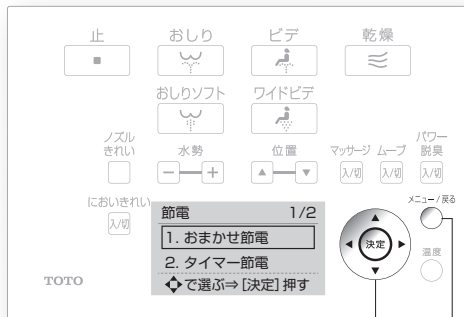 止
おしり
ビデ
乾燥
おしりソフト
ワイドビデ
ノズル
きれい
水勢
位置
マッサージ
ムーブ
パワー
脱臭
入/切
入/切
入/切
においきれい
入/切
節電 1/2
1. おまかせ節電
2. タイマー節電
で選ぶ⇒[決定]押す
メニュー/戻る
決定
温度
TOTO